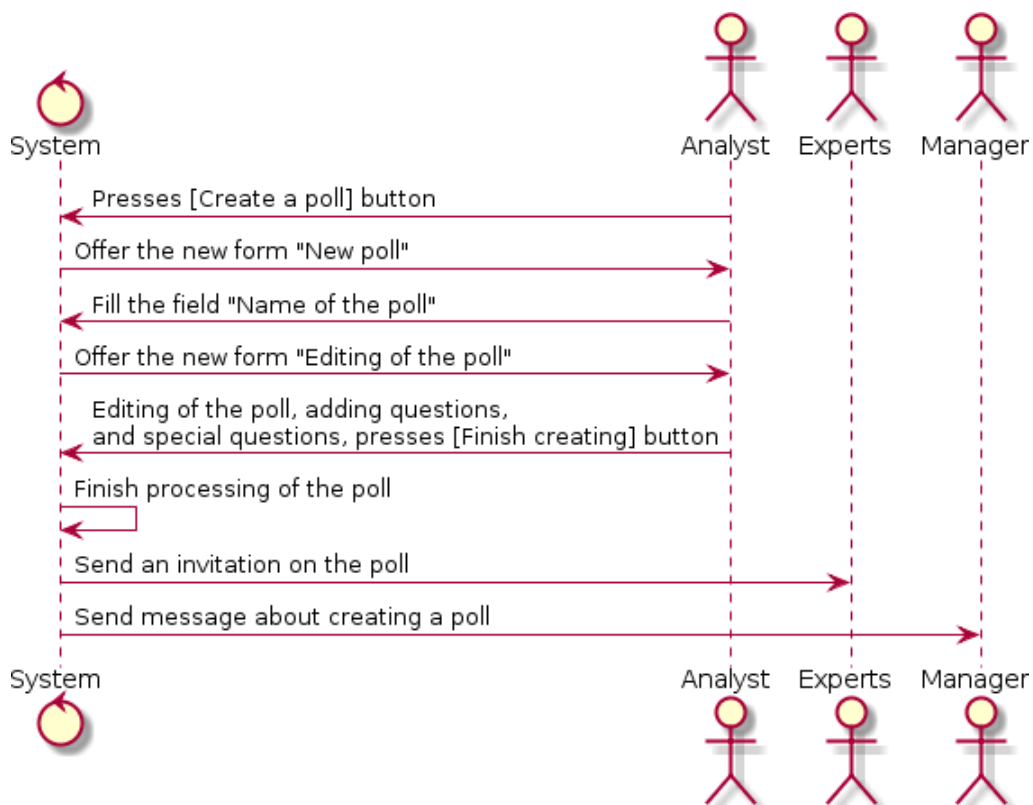 System
Analyst
Experts
Manager
Presses [Create a poll] button
Offer the new form "New poll"
Fill the field "Name of the poll"
Offer the new form "Editing of the poll"
Editing of the poll, adding questions,
and special questions, presses [Finish creating] button
Finish processing of the poll
Send an invitation on the poll
Send message about creating a poll
System
Analyst
Experts
Manager